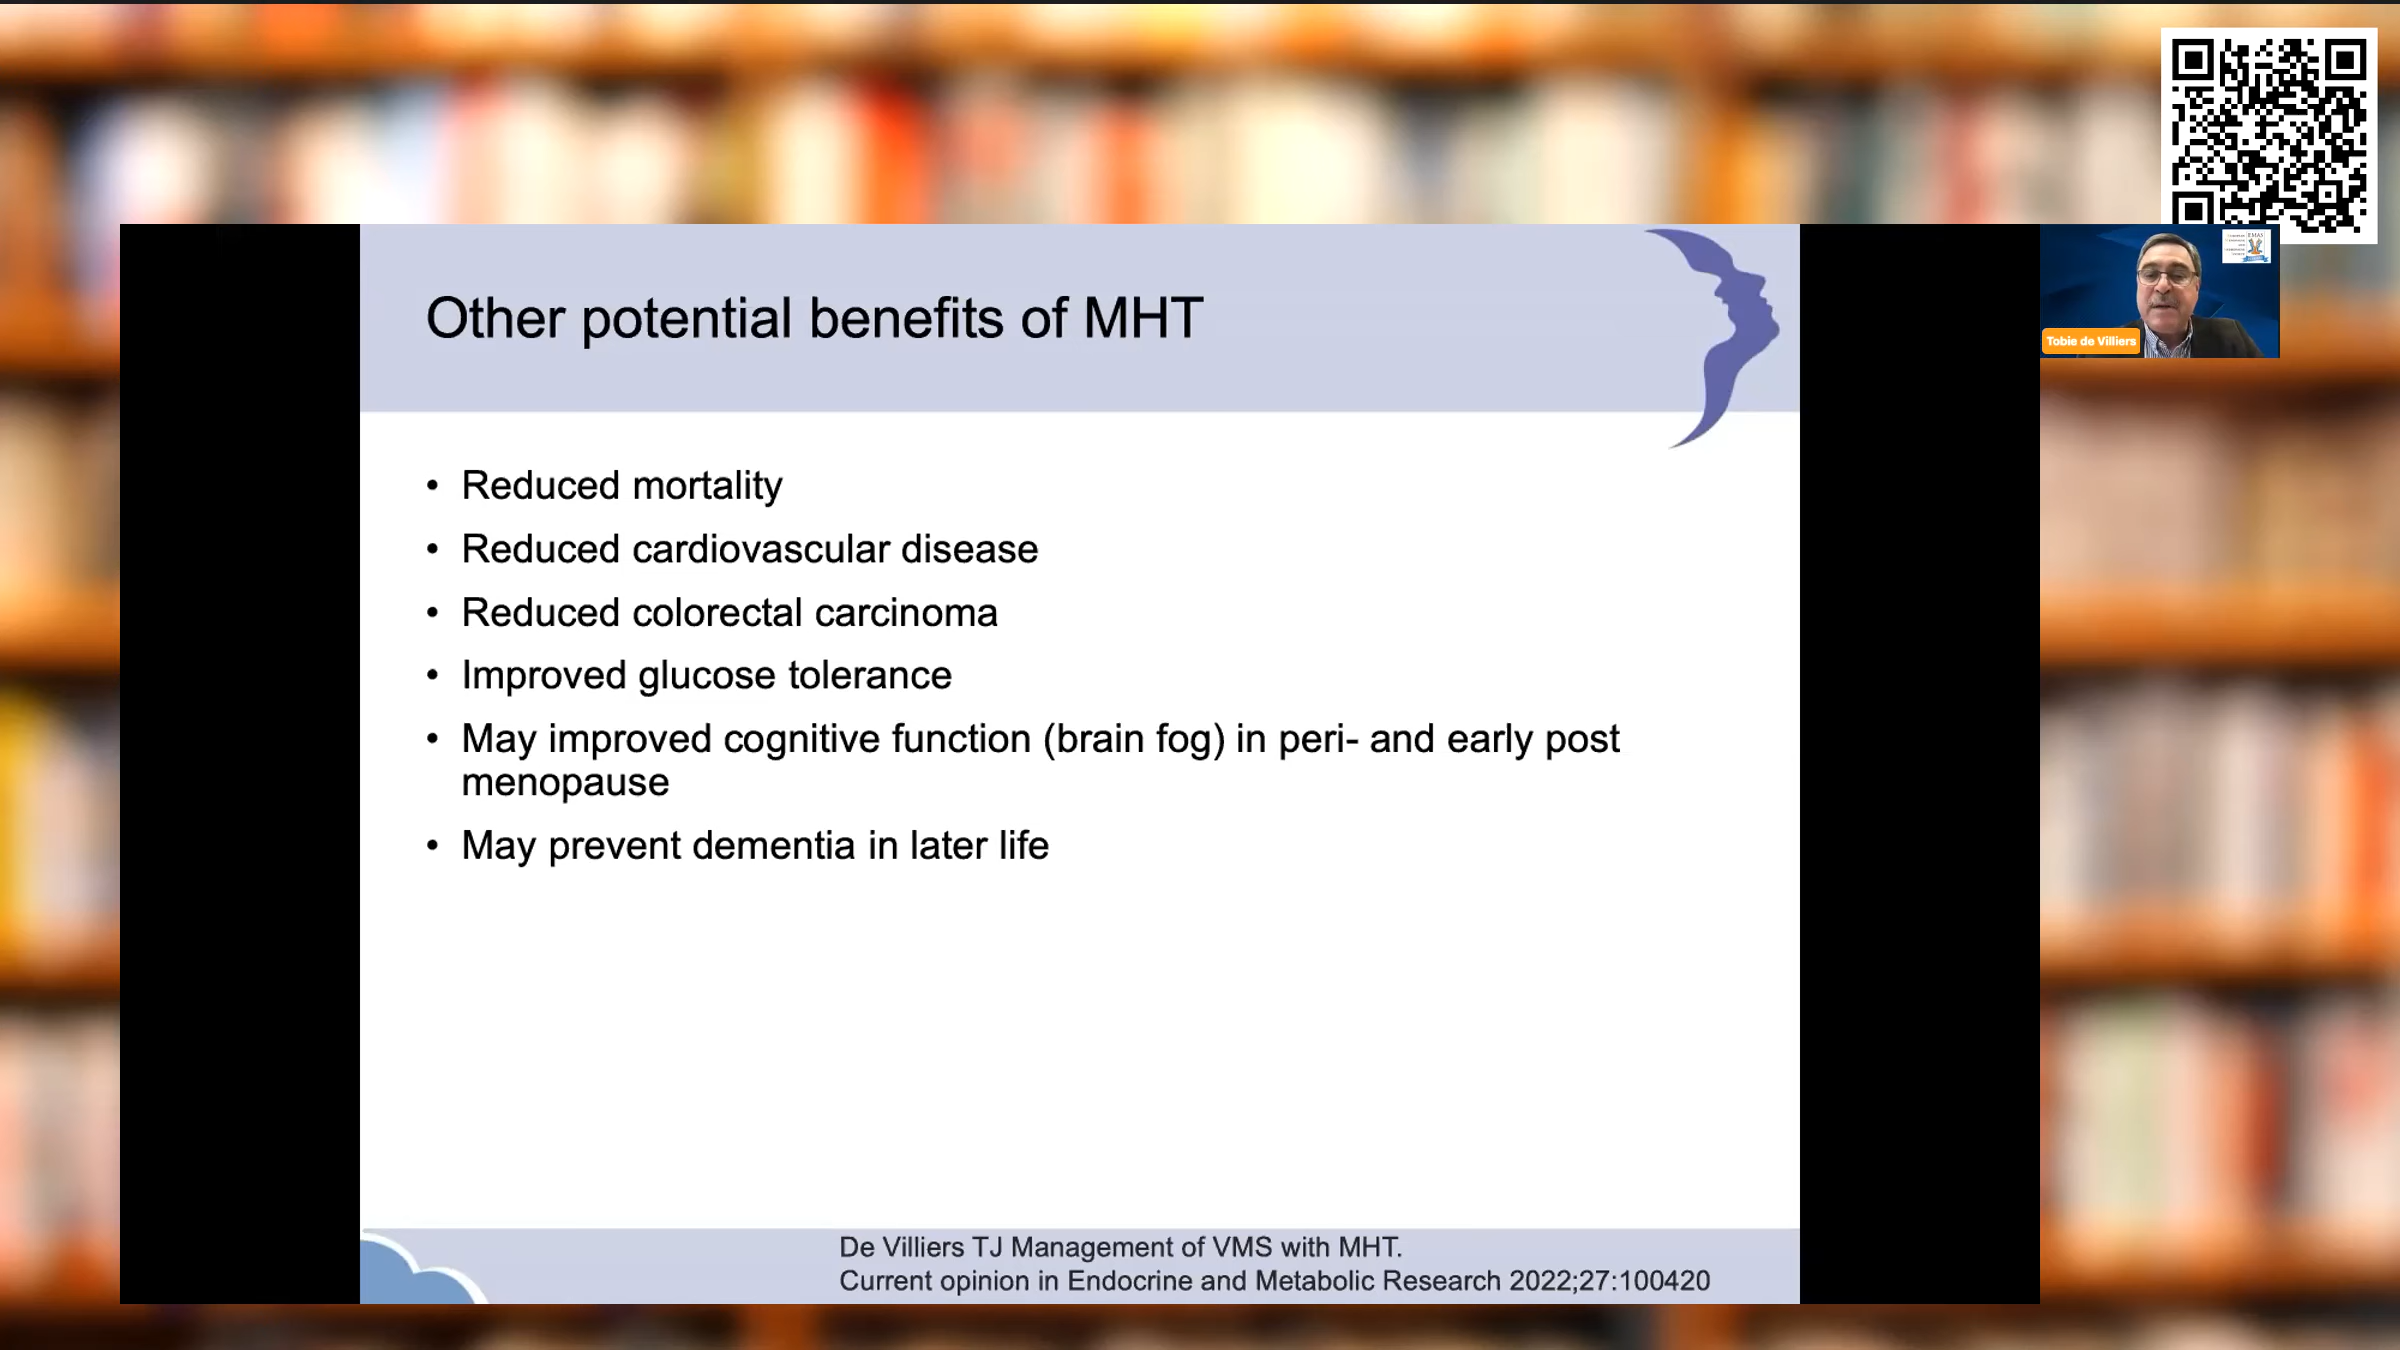 Other potential benefits of MHT
• Reduced mortality
• Reduced cardiovascular disease
• Reduced colorectal carcinoma
• Improved glucose tolerance
• May improved cognitive function (brain fog) in peri- and early post
menopause
• May prevent dementia in later life
De Villiers TJ Management of VMS with MHT.
Current opinion in Endocrine and Metabolic Research 2022;27:100420
EMAS
Tobie de Villiers